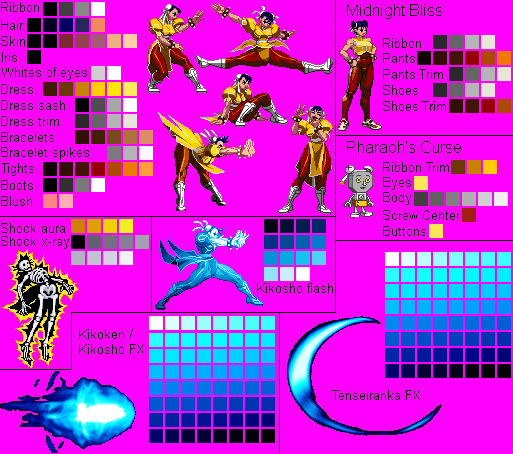 Ribbon
Hair
Skin
Iris
Whites of eyes
Dress
Dress sash
Dress trim
Bracelets
Bracelet spikes
Tights
Boots
Blush
Midnight Bliss
Ribbon
Pants
Pants Trim
Shoes
Shoes Trim
Pharaoh's Curse
Ribbon Trim
Eyes
Body
Screw Center
Buttons
Shock aura
Shock x-ray
Kikosho flash
Kikoken /
Kikosho FX
Tenseiranka FX